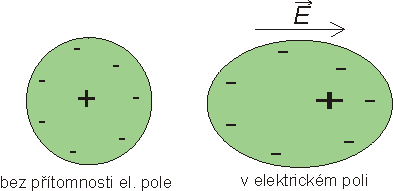 E
bez přítomnosti el. pole
v elektrickém poli